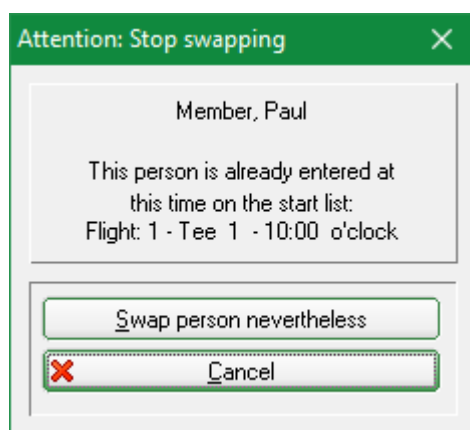 Attention: Stop swapping
Member, Paul
This person is already entered at
this time on the start list:
Flight: 1 - Tee  1  - 10:00  o'clock
Swap person nevertheless
Cancel